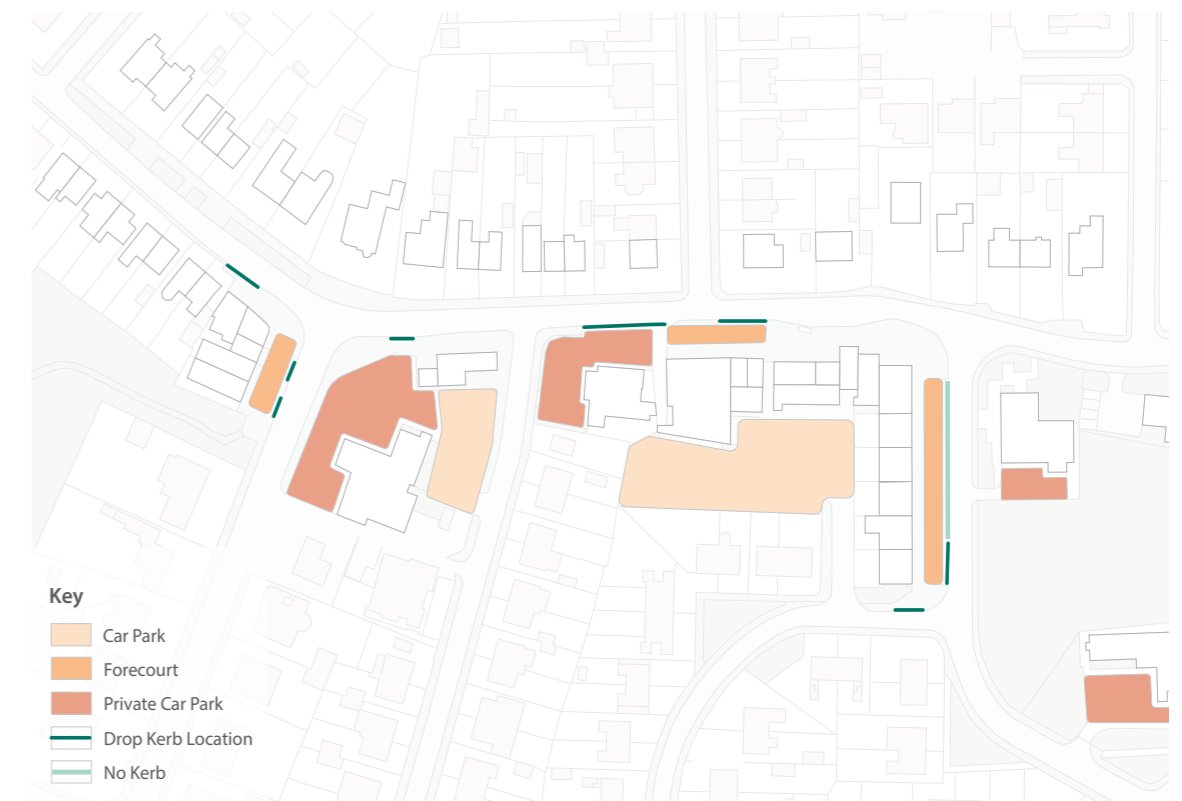 Key
Car Park
Forecourt
Private Car Park
Drop Kerb Location
No Kerb